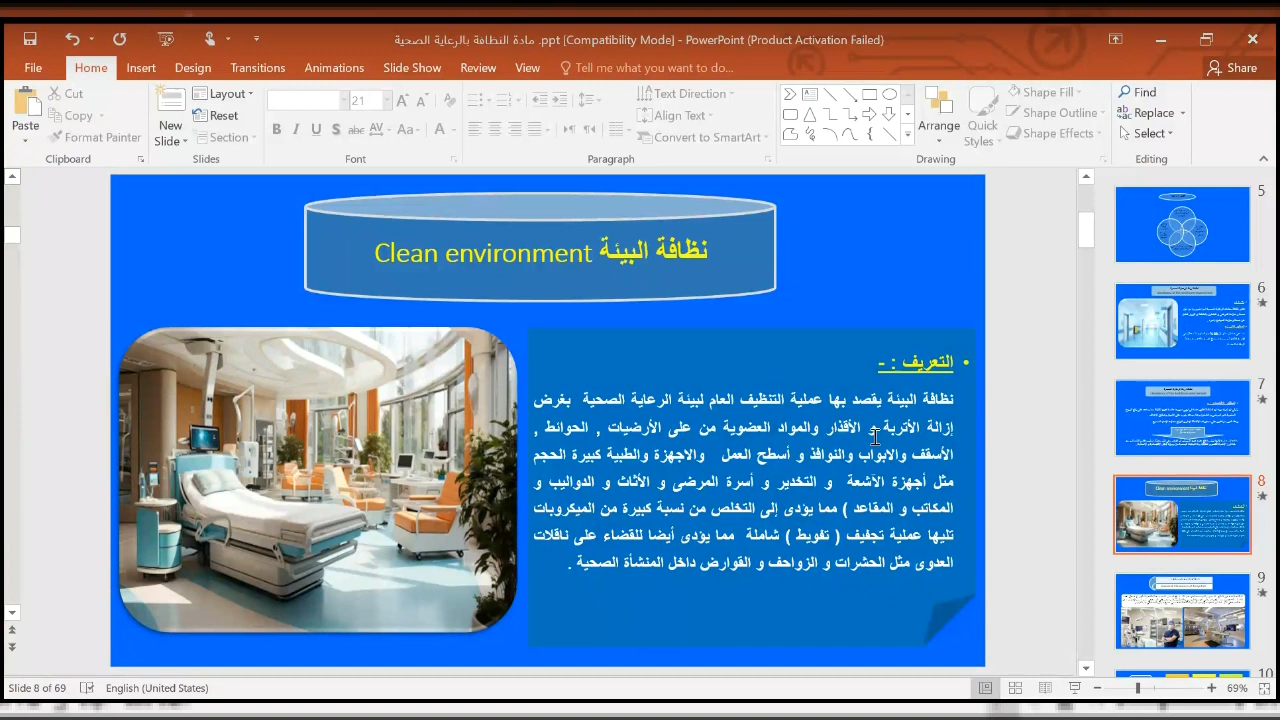 مادة النظافة بالرعاية الصحية .ppt [Compatibility Mode] - PowerPoint (Product Activation Failed)
File Home Insert Design Transitions Animations Slide Show Review View Tell me what you want to do... Share
Paste
Cut
Copy
Format Painter
Clipboard
New Slide
Layout
Reset
Section
Slides
21
Font
Text Direction
Align Text
Convert to SmartArt
Paragraph
Arrange
Quick Styles
Shape Fill
Shape Outline
Shape Effects
Drawing
Find
Replace
Select
Editing
نظافة البيئة Clean environment
• التعريف : -
نظافة البيئة يقصد بها عملية التنظيف العام لبيئة الرعاية الصحية بغرض
إزالة الأتربة و الأقذار والمواد العضوية من على الأرضيات , الحوائط ,
الأسقف والابواب والنوافذ و أسطح العمل والاجهزة والطبية كبيرة الحجم
مثل أجهزة الاشعة و التخدير و أسرة المرضى و الأثاث و الدواليب و
المكاتب و المقاعد ) مما يؤدى إلى التخلص من نسبة كبيرة من الميكروبات
تليها عملية تجفيف ( تفويط ) شاملة مما يؤدى أيضا للقضاء على ناقلات
العدوى مثل الحشرات و الزواحف و القوارض داخل المنشأة الصحية .
5
6
7
8
Clean environment نظافة البيئة
9
10
Slide 8 of 69 English (United States) 69%